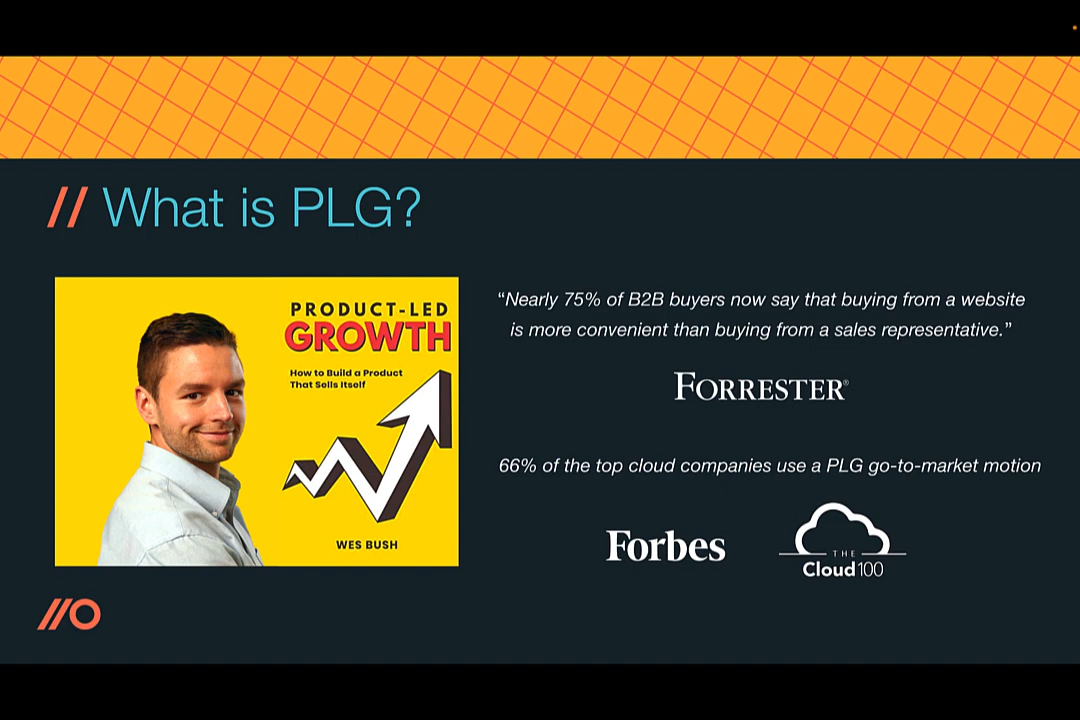 // What is PLG?
PRODUCT-LED
GROWTH
How to Build a Product
That Sells Itself
WES BUSH
“Nearly 75% of B2B buyers now say that buying from a website
is more convenient than buying from a sales representative.”
FORRESTER®
66% of the top cloud companies use a PLG go-to-market motion
Forbes
THE
Cloud100
//O